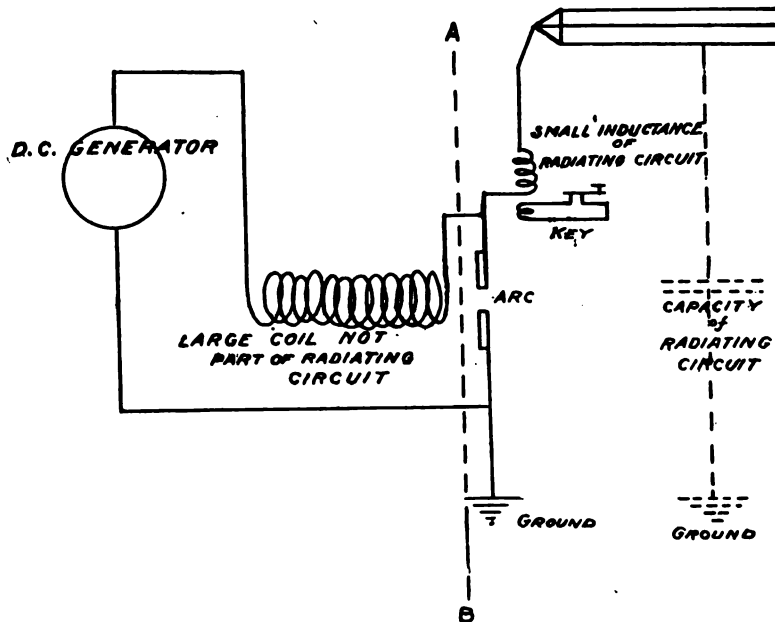 A
D.C. GENERATOR
SMALL INDUCTANCE
OF
RADIATING CIRCUIT
KEY
ARC
LARGE COIL NOT
PART OF RADIATING
CIRCUIT
CAPACITY
of
RADIATING
CIRCUIT
GROUND
GROUND
B